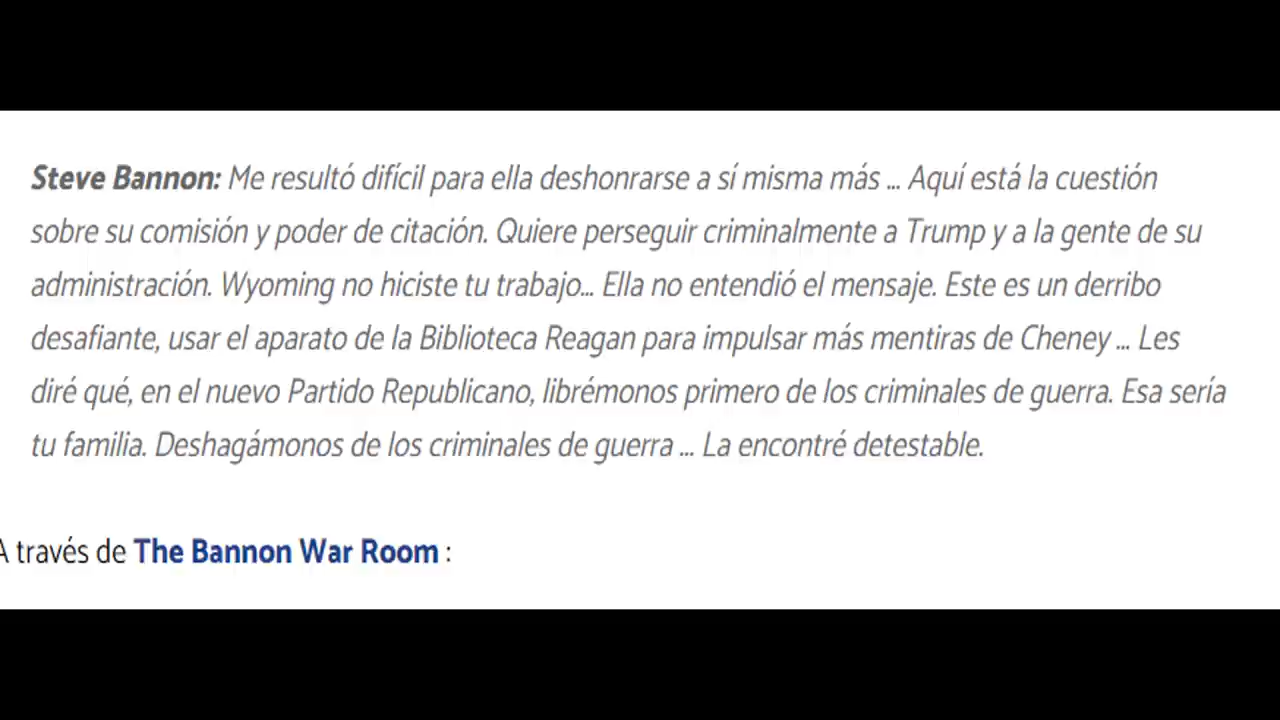 Steve Bannon: Me resultó difícil para ella deshonrarse a sí misma más ... Aquí está la cuestión
sobre su comisión y poder de citación. Quiere perseguir criminalmente a Trump y a la gente de su
administración. Wyoming no hiciste tu trabajo... Ella no entendió el mensaje. Este es un derribo
desafiante, usar el aparato de la Biblioteca Reagan para impulsar más mentiras de Cheney ... Les
diré qué, en el nuevo Partido Republicano, librémonos primero de los criminales de guerra. Esa sería
tu familia. Deshagámonos de los criminales de guerra ... La encontré detestable.
A través de The Bannon War Room :